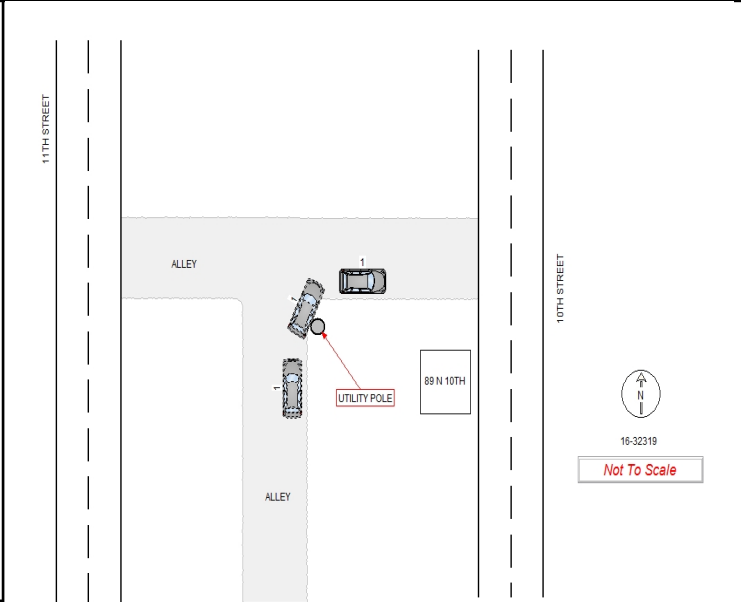 11TH STREET
ALLEY
1
1
1
UTILITY POLE
89 N 10TH
10TH STREET
N
16-32319
Not To Scale
ALLEY